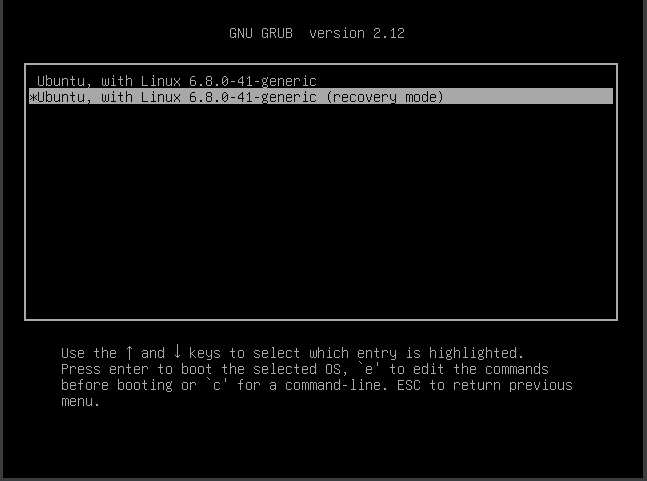 GNU GRUB  version 2.12
Ubuntu, with Linux 6.8.0-41-generic
*Ubuntu, with Linux 6.8.0-41-generic (recovery mode)
Use the ↑ and ↓ keys to select which entry is highlighted.
Press enter to boot the selected OS, `e' to edit the commands
before booting or `c' for a command-line. ESC to return previous
menu.